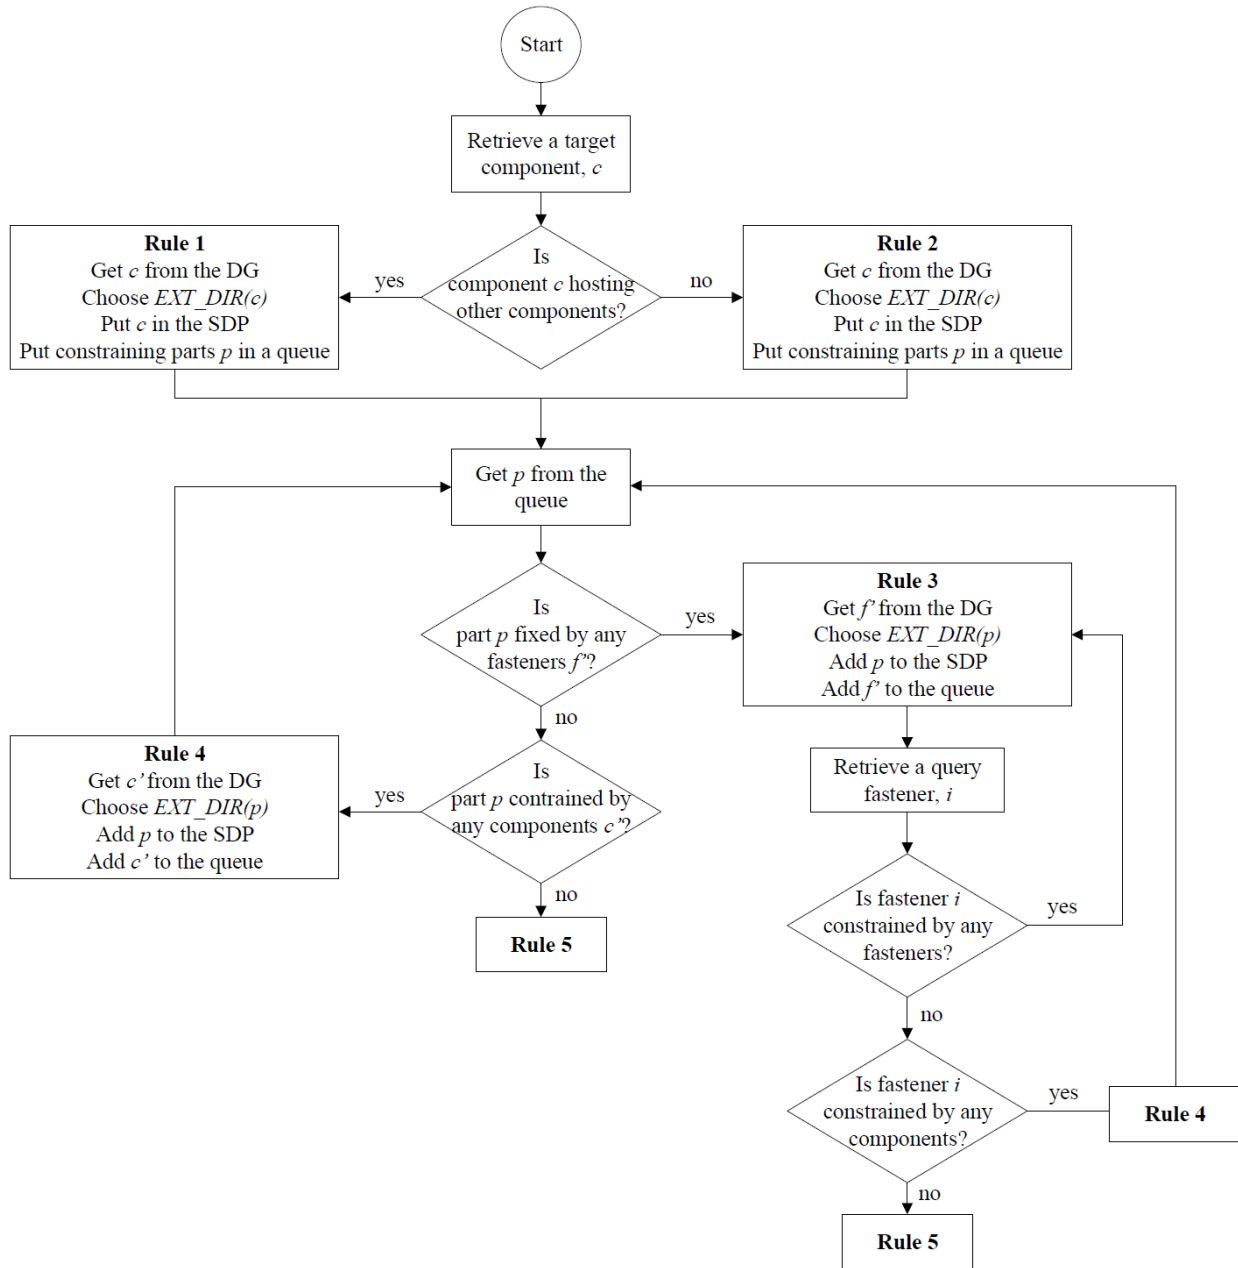 Start
Retrieve a target
component, c
Is
component c hosting
other components?
yes
no
Rule 1
Get c from the DG
Choose EXT_DIR(c)
Put c in the SDP
Put constraining parts p in a queue
Rule 2
Get c from the DG
Choose EXT_DIR(c)
Put c in the SDP
Put constraining parts p in a queue
Get p from the
queue
Is
part p fixed by any
fasteners f’?
yes
no
Rule 3
Get f’ from the DG
Choose EXT_DIR(p)
Add p to the SDP
Add f’ to the queue
Rule 4
Get c’ from the DG
Choose EXT_DIR(p)
Add p to the SDP
Add c’ to the queue
yes
Is
part p contrained by
any components c’?
no
Rule 5
Retrieve a query
fastener, i
Is fastener i
constrained by any
fasteners?
yes
no
Is fastener i
constrained by any
components?
yes
Rule 4
no
Rule 5